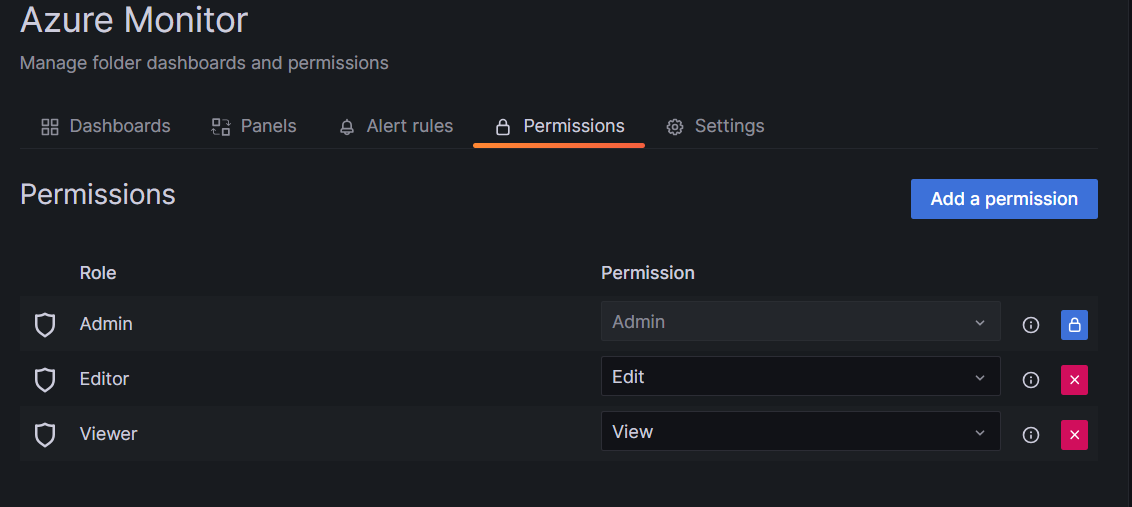 Azure Monitor
Manage folder dashboards and permissions
Dashboards Panels Alert rules Permissions Settings
Permissions
Add a permission
Role Permission
Admin Admin
Editor Edit
Viewer View